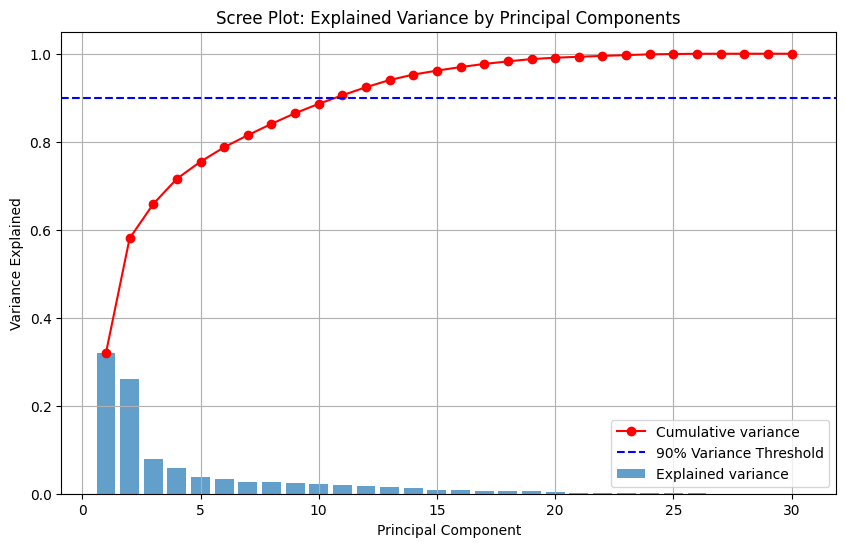 Scree Plot: Explained Variance by Principal Components
1.0
0.8
0.6
0.4
0.2
0.0
Variance Explained
Cumulative variance
90% Variance Threshold
Explained variance
0 5 10 15 20 25 30
Principal Component